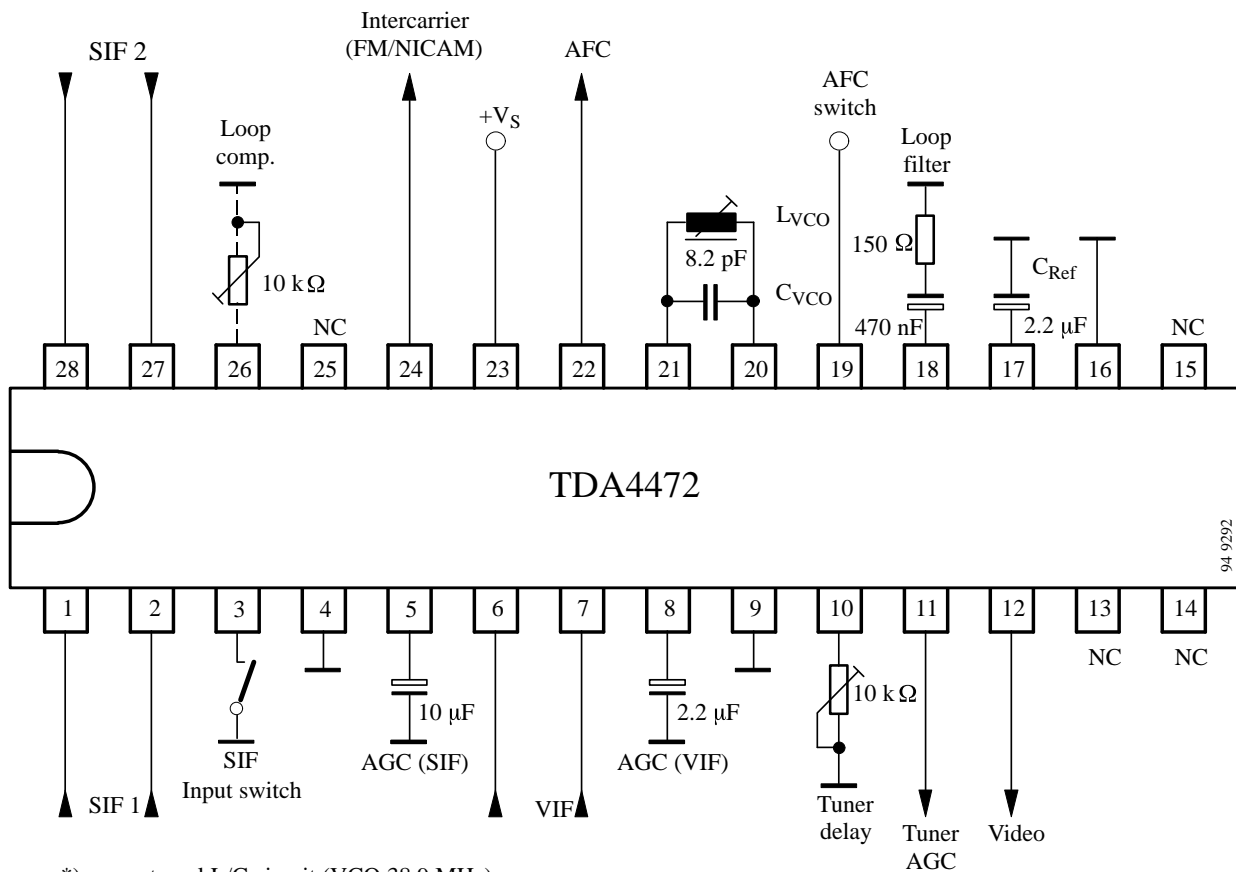 Intercarrier
(FM/NICAM)
AFC
SIF 2
AFC
switch
+VS
Loop
comp.
Loop
filter
LVCO
8.2 pF
150 Ω
CVCO
CRef
10 k Ω
NC
470 nF
2.2 µF
NC
28 27 26 25 24 23 22 21 20 19 18 17 16 15
TDA4472
94 9292
1 2 3 4 5 6 7 8 9 10 11 12 13 14
NC NC
10 k Ω
10 µF
2.2 µF
SIF
Input switch
AGC (SIF)
AGC (VIF)
SIF 1
VIF
Tuner
delay
Tuner
AGC
Video